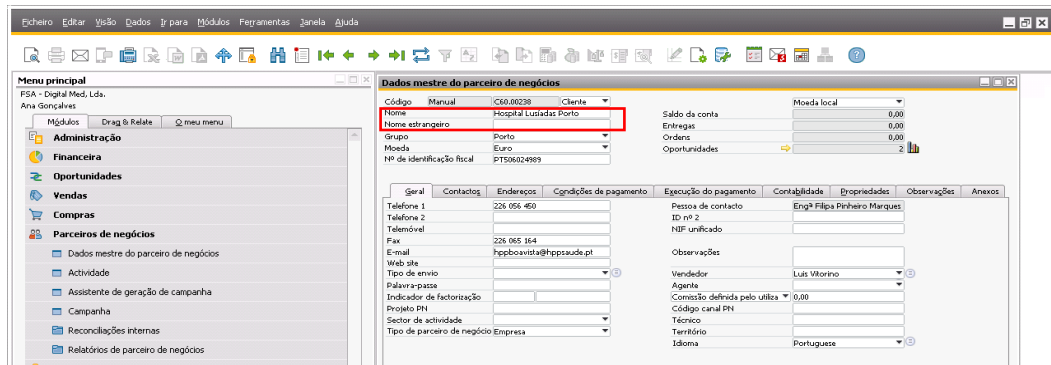 Ficheiro Editar Visão Dados Ir para Módulos Ferramentas Janela Ajuda
Menu principal
FSA - Digital Med, Lda.
Ana Gonçalves
Módulos Drag & Relate O meu menu
Administração
Financeira
Oportunidades
Vendas
Compras
Parceiros de negócios
Dados mestre do parceiro de negócios
Actividade
Assistente de geração de campanha
Campanha
Reconciliações internas
Relatórios de parceiro de negócios
Dados mestre do parceiro de negócios
Código Manual C60.00238 Cliente Moeda local
Nome Hospital Lusíadas Porto Saldo da conta 0,00
Nome estrangeiro Entregas 0,00
Grupo Porto Ordens 0,00
Moeda Euro Oportunidades 2
Nº de identificação fiscal PT506024989
Geral Contactos Endereços Condições de pagamento Execução do pagamento Contabilidade Propriedades Observações Anexos
Telefone 1 226 056 450 Pessoa de contacto Engª Filipa Pinheiro Marques
Telefone 2 ID nº 2
Telemóvel NIF unificado
Fax 226 065 164
E-mail hppboavista@hppsaude.pt Observações
Web site
Tipo de envio Vendedor Luis Vitorino
Palavra-passe Agente
Indicador de factorização Comissão definida pelo utiliza 0,00
Projeto PN Código canal PN
Sector de actividade Técnico
Tipo de parceiro de negócio Empresa Território
Idioma Portuguese